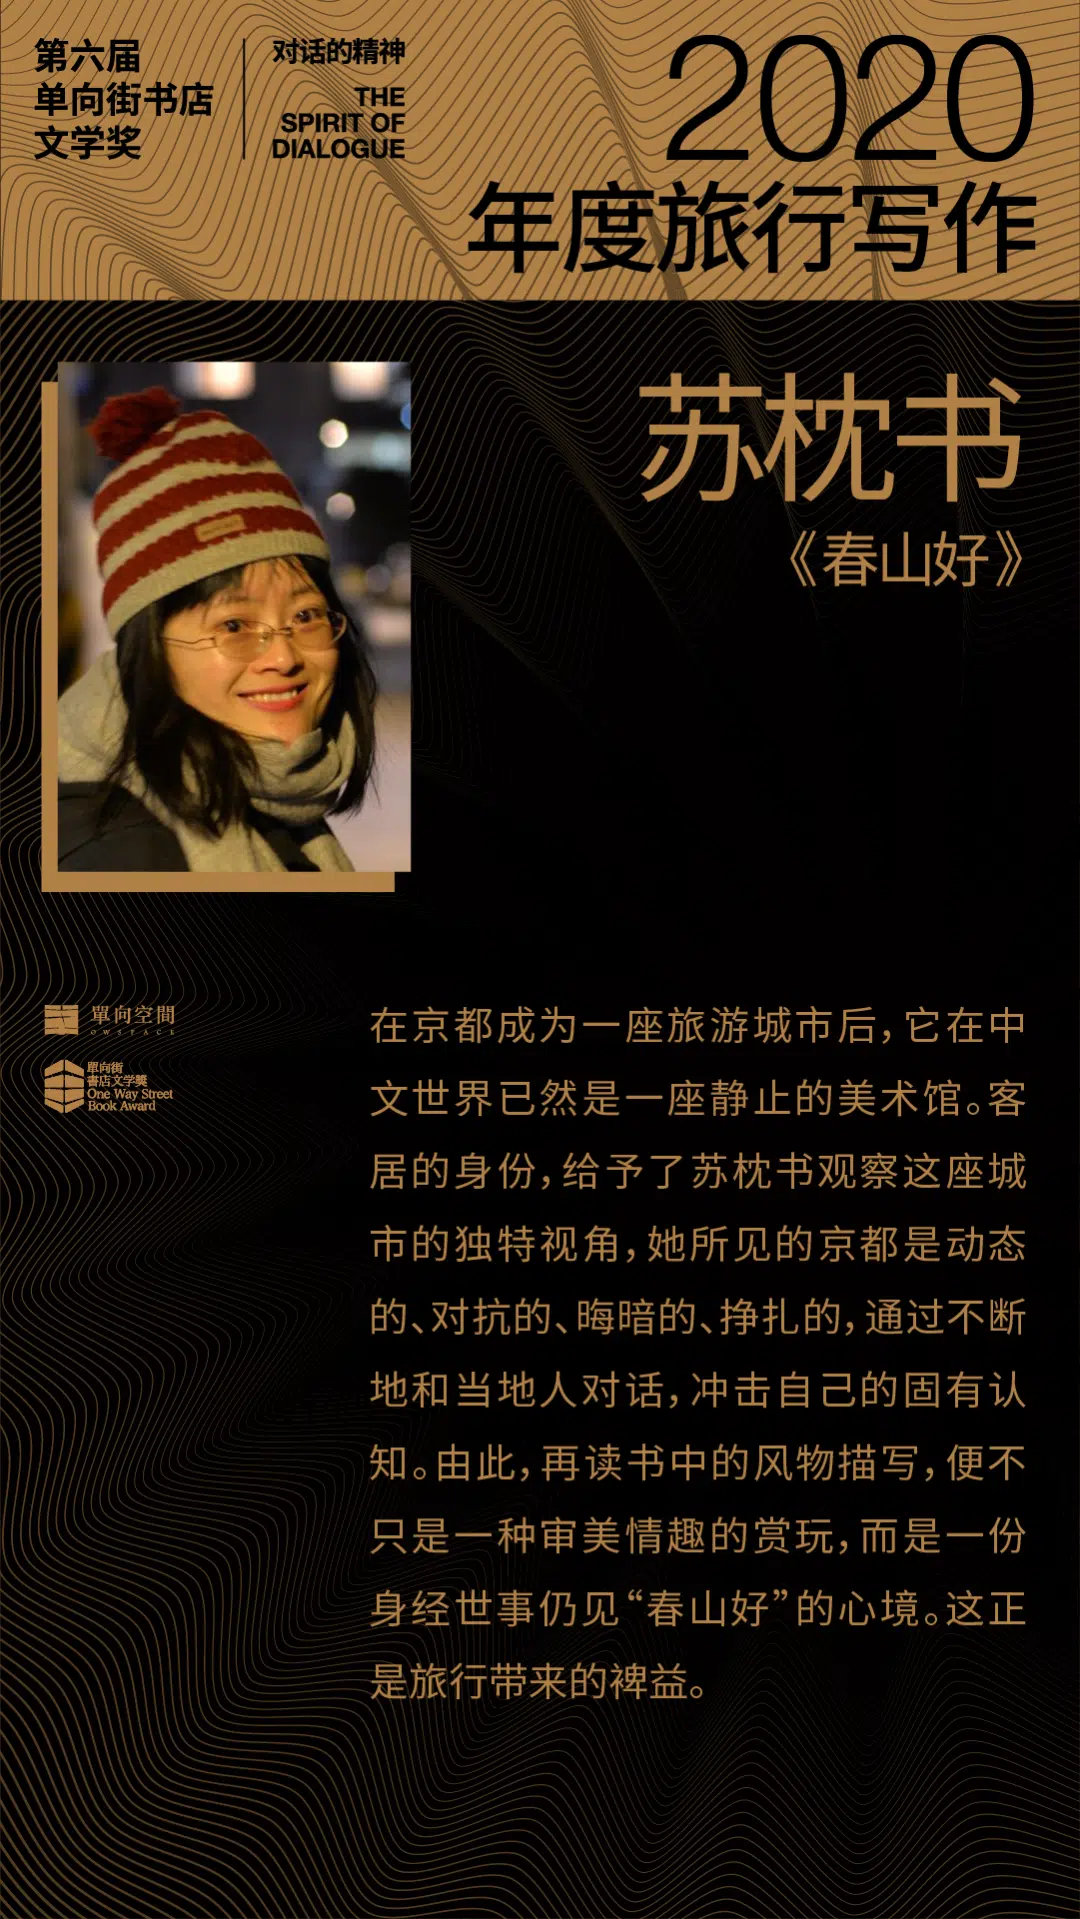 第六届
单向街书店
文学奖
对话的精神
THE
SPIRIT OF
DIALOGUE
2020
年度旅行写作
苏枕书
《春山好》
單向空間
OWSPACE
單向街
書店文学獎
One Way Street
Book Award
在京都成为一座旅游城市后，它在中
文世界已然是一座静止的美术馆。客
居的身份，给予了苏枕书观察这座城
市的独特视角，她所见的京都是动态
的、对抗的、晦暗的、挣扎的，通过不断
地和当地人对话，冲击自己的固有认
知。由此，再读书中的风物描写，便不
只是一种审美情趣的赏玩，而是一份
身经世事仍见“春山好”的心境。这正
是旅行带来的裨益。